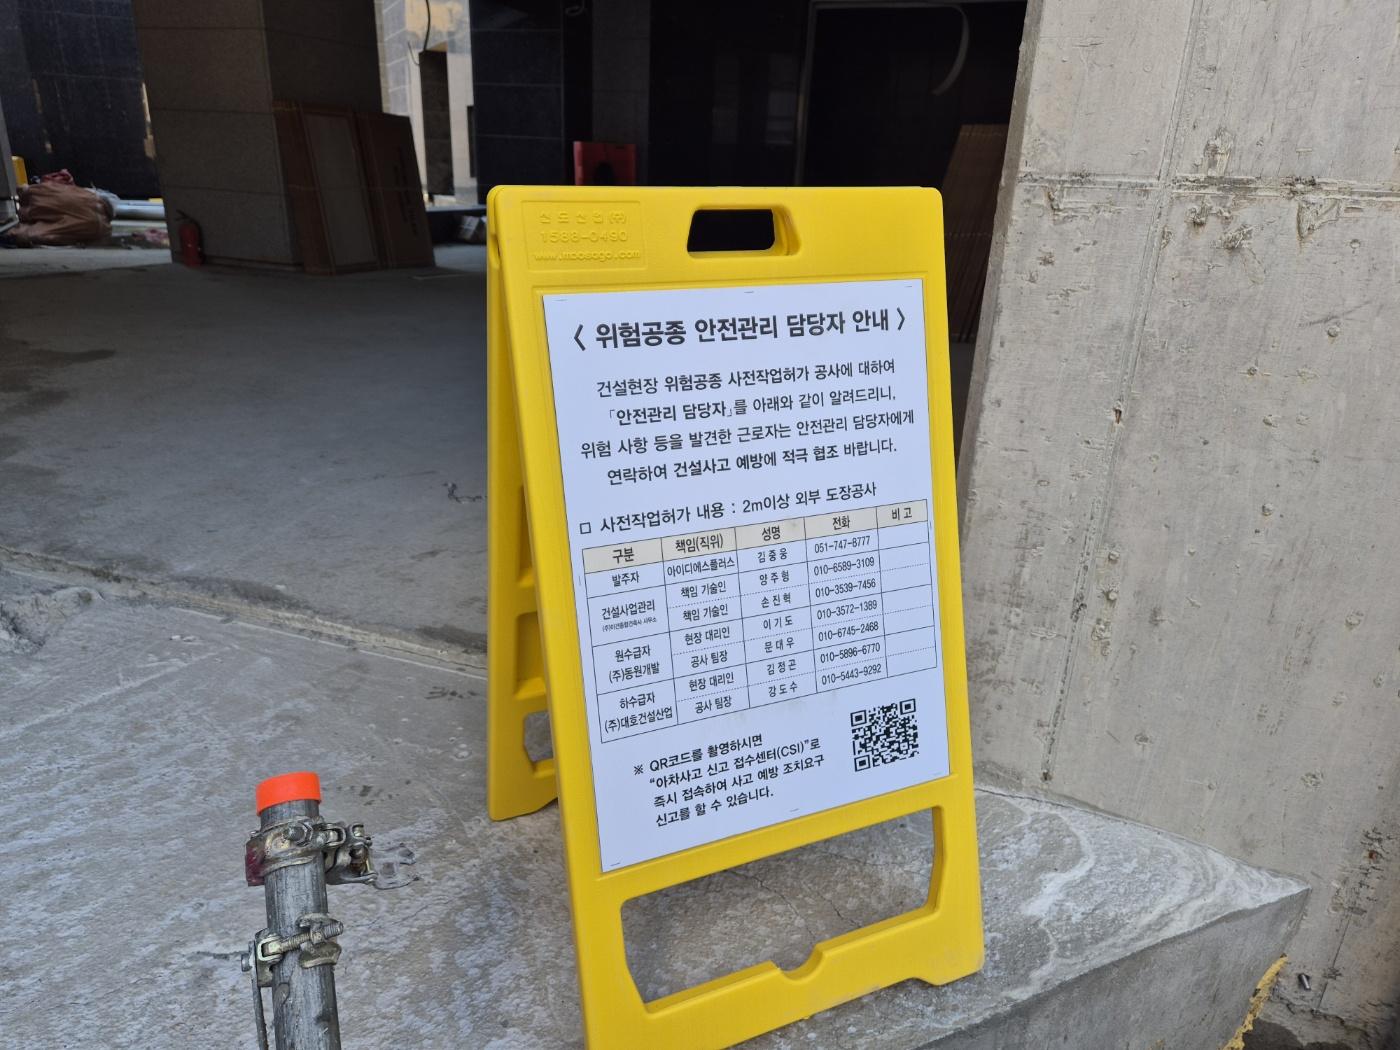 신도산업(주)
1588-0490
〈 위험공종 안전관리 담당자 안내 〉
건설현장 위험공종 사전작업허가 공사에 대하여
「안전관리 담당자」를 아래와 같이 알려드리니,
위험 사항 등을 발견한 근로자는 안전관리 담당자에게
연락하여 건설사고 예방에 적극 협조 바랍니다.
□ 사전작업허가 내용 : 2m이상 외부 도장공사
구분 책임(직위) 성명 전화 비고
발주자 아이디에스플러스 김중웅 051-747-8777
건설사업관리 책임 기술인 양주형 010-6589-3109
책임 기술인 손진혁 010-3539-7456
원수급자 (주)동원개발 현장 대리인 이기도 010-3572-1389
공사 팀장 문대우 010-6745-2468
하수급자 (주)대호건설산업 현장 대리인 김정곤 010-5896-6770
공사 팀장 강도수 010-5443-9292
※ QR코드를 촬영하시면
"아차사고 신고 접수센터(CSI)"로
즉시 접속하여 사고 예방 조치요구
신고를 할 수 있습니다.